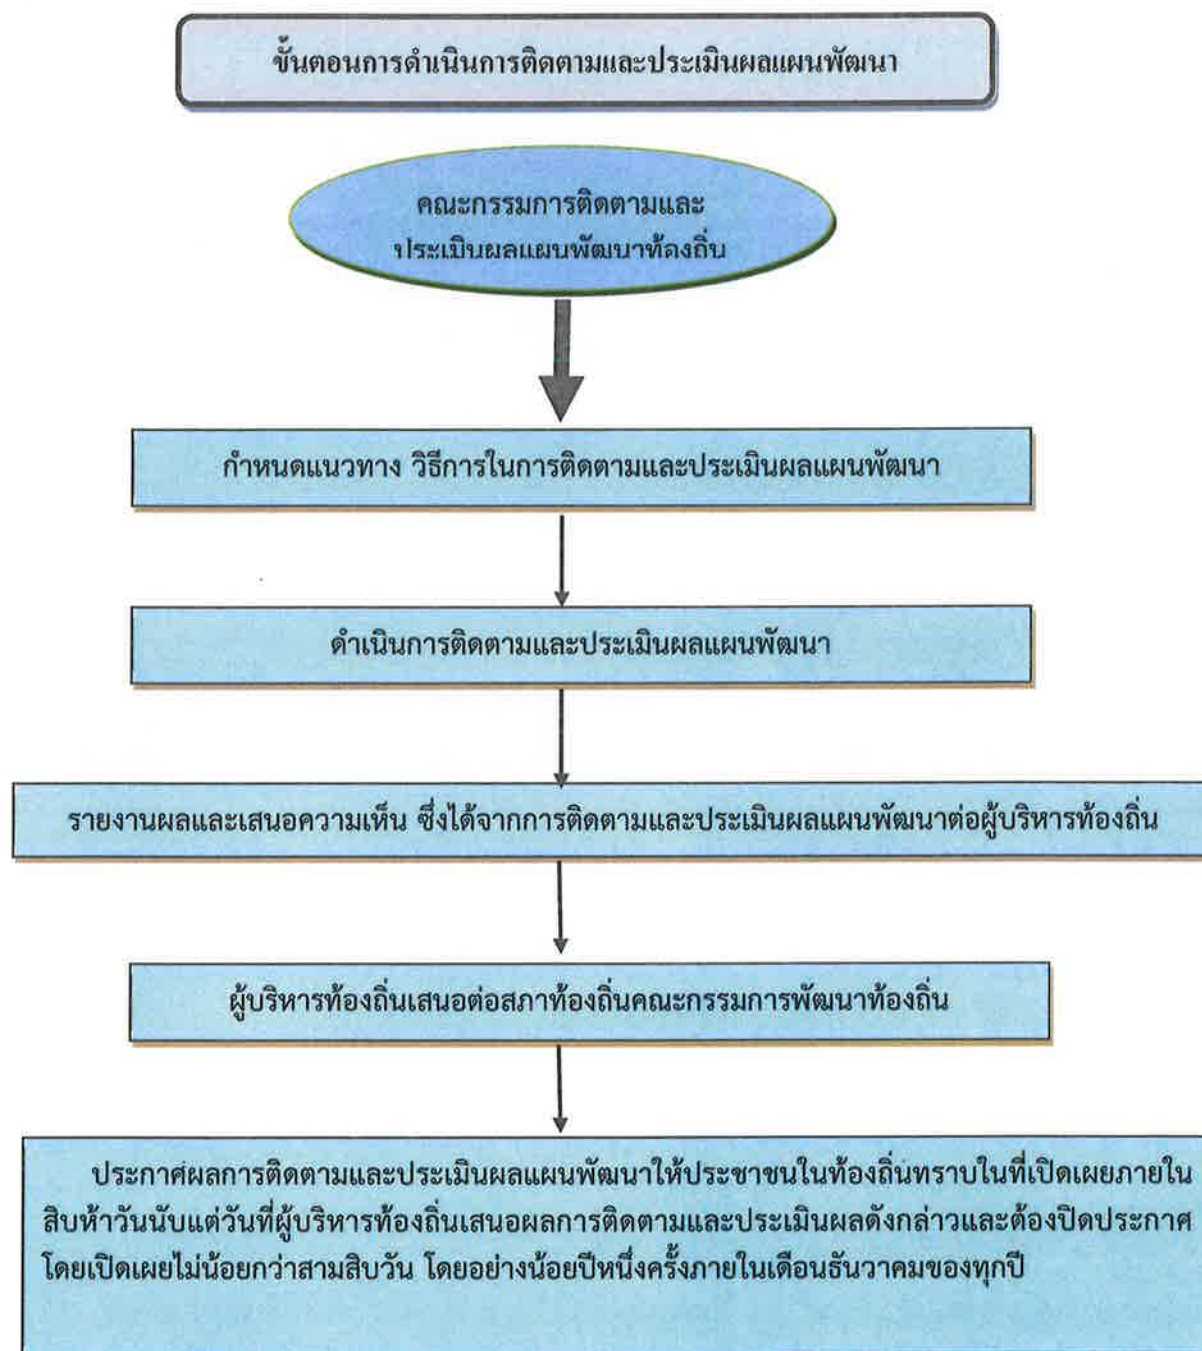 ขั้นตอนการดำเนินการติดตามและประเมินผลแผนพัฒนา
คณะกรรมการติดตามและ
ประเมินผลแผนพัฒนาท้องถิ่น
กำหนดแนวทาง วิธีการในการติดตามและประเมินผลแผนพัฒนา
ดำเนินการติดตามและประเมินผลแผนพัฒนา
รายงานผลและเสนอความเห็น ซึ่งได้จากการติดตามและประเมินผลแผนพัฒนาต่อผู้บริหารท้องถิ่น
ผู้บริหารท้องถิ่นเสนอต่อสภาท้องถิ่นคณะกรรมการพัฒนาท้องถิ่น
ประกาศผลการติดตามและประเมินผลแผนพัฒนาให้ประชาชนในท้องถิ่นทราบในที่เปิดเผยภายใน
สิบห้าวันนับแต่วันที่ผู้บริหารท้องถิ่นเสนอผลการติดตามและประเมินผลดังกล่าวและต้องปิดประกาศ
โดยเปิดเผยไม่น้อยกว่าสามสิบวัน โดยอย่างน้อยปีหนึ่งครั้งภายในเดือนธันวาคมของทุกปี